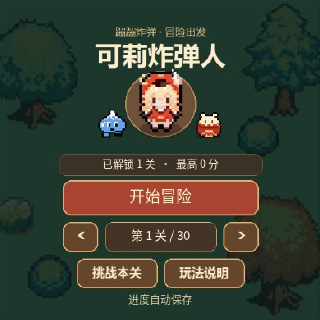 蹦蹦炸弹 · 冒险出发
可莉炸弹人
已解锁 1 关 · 最高 0 分
开始冒险
< 第 1 关 / 30 >
挑战本关 玩法说明
进度自动保存